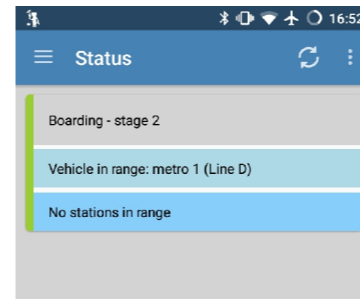 16:52
Status
Boarding - stage 2
Vehicle in range: metro 1 (Line D)
No stations in range